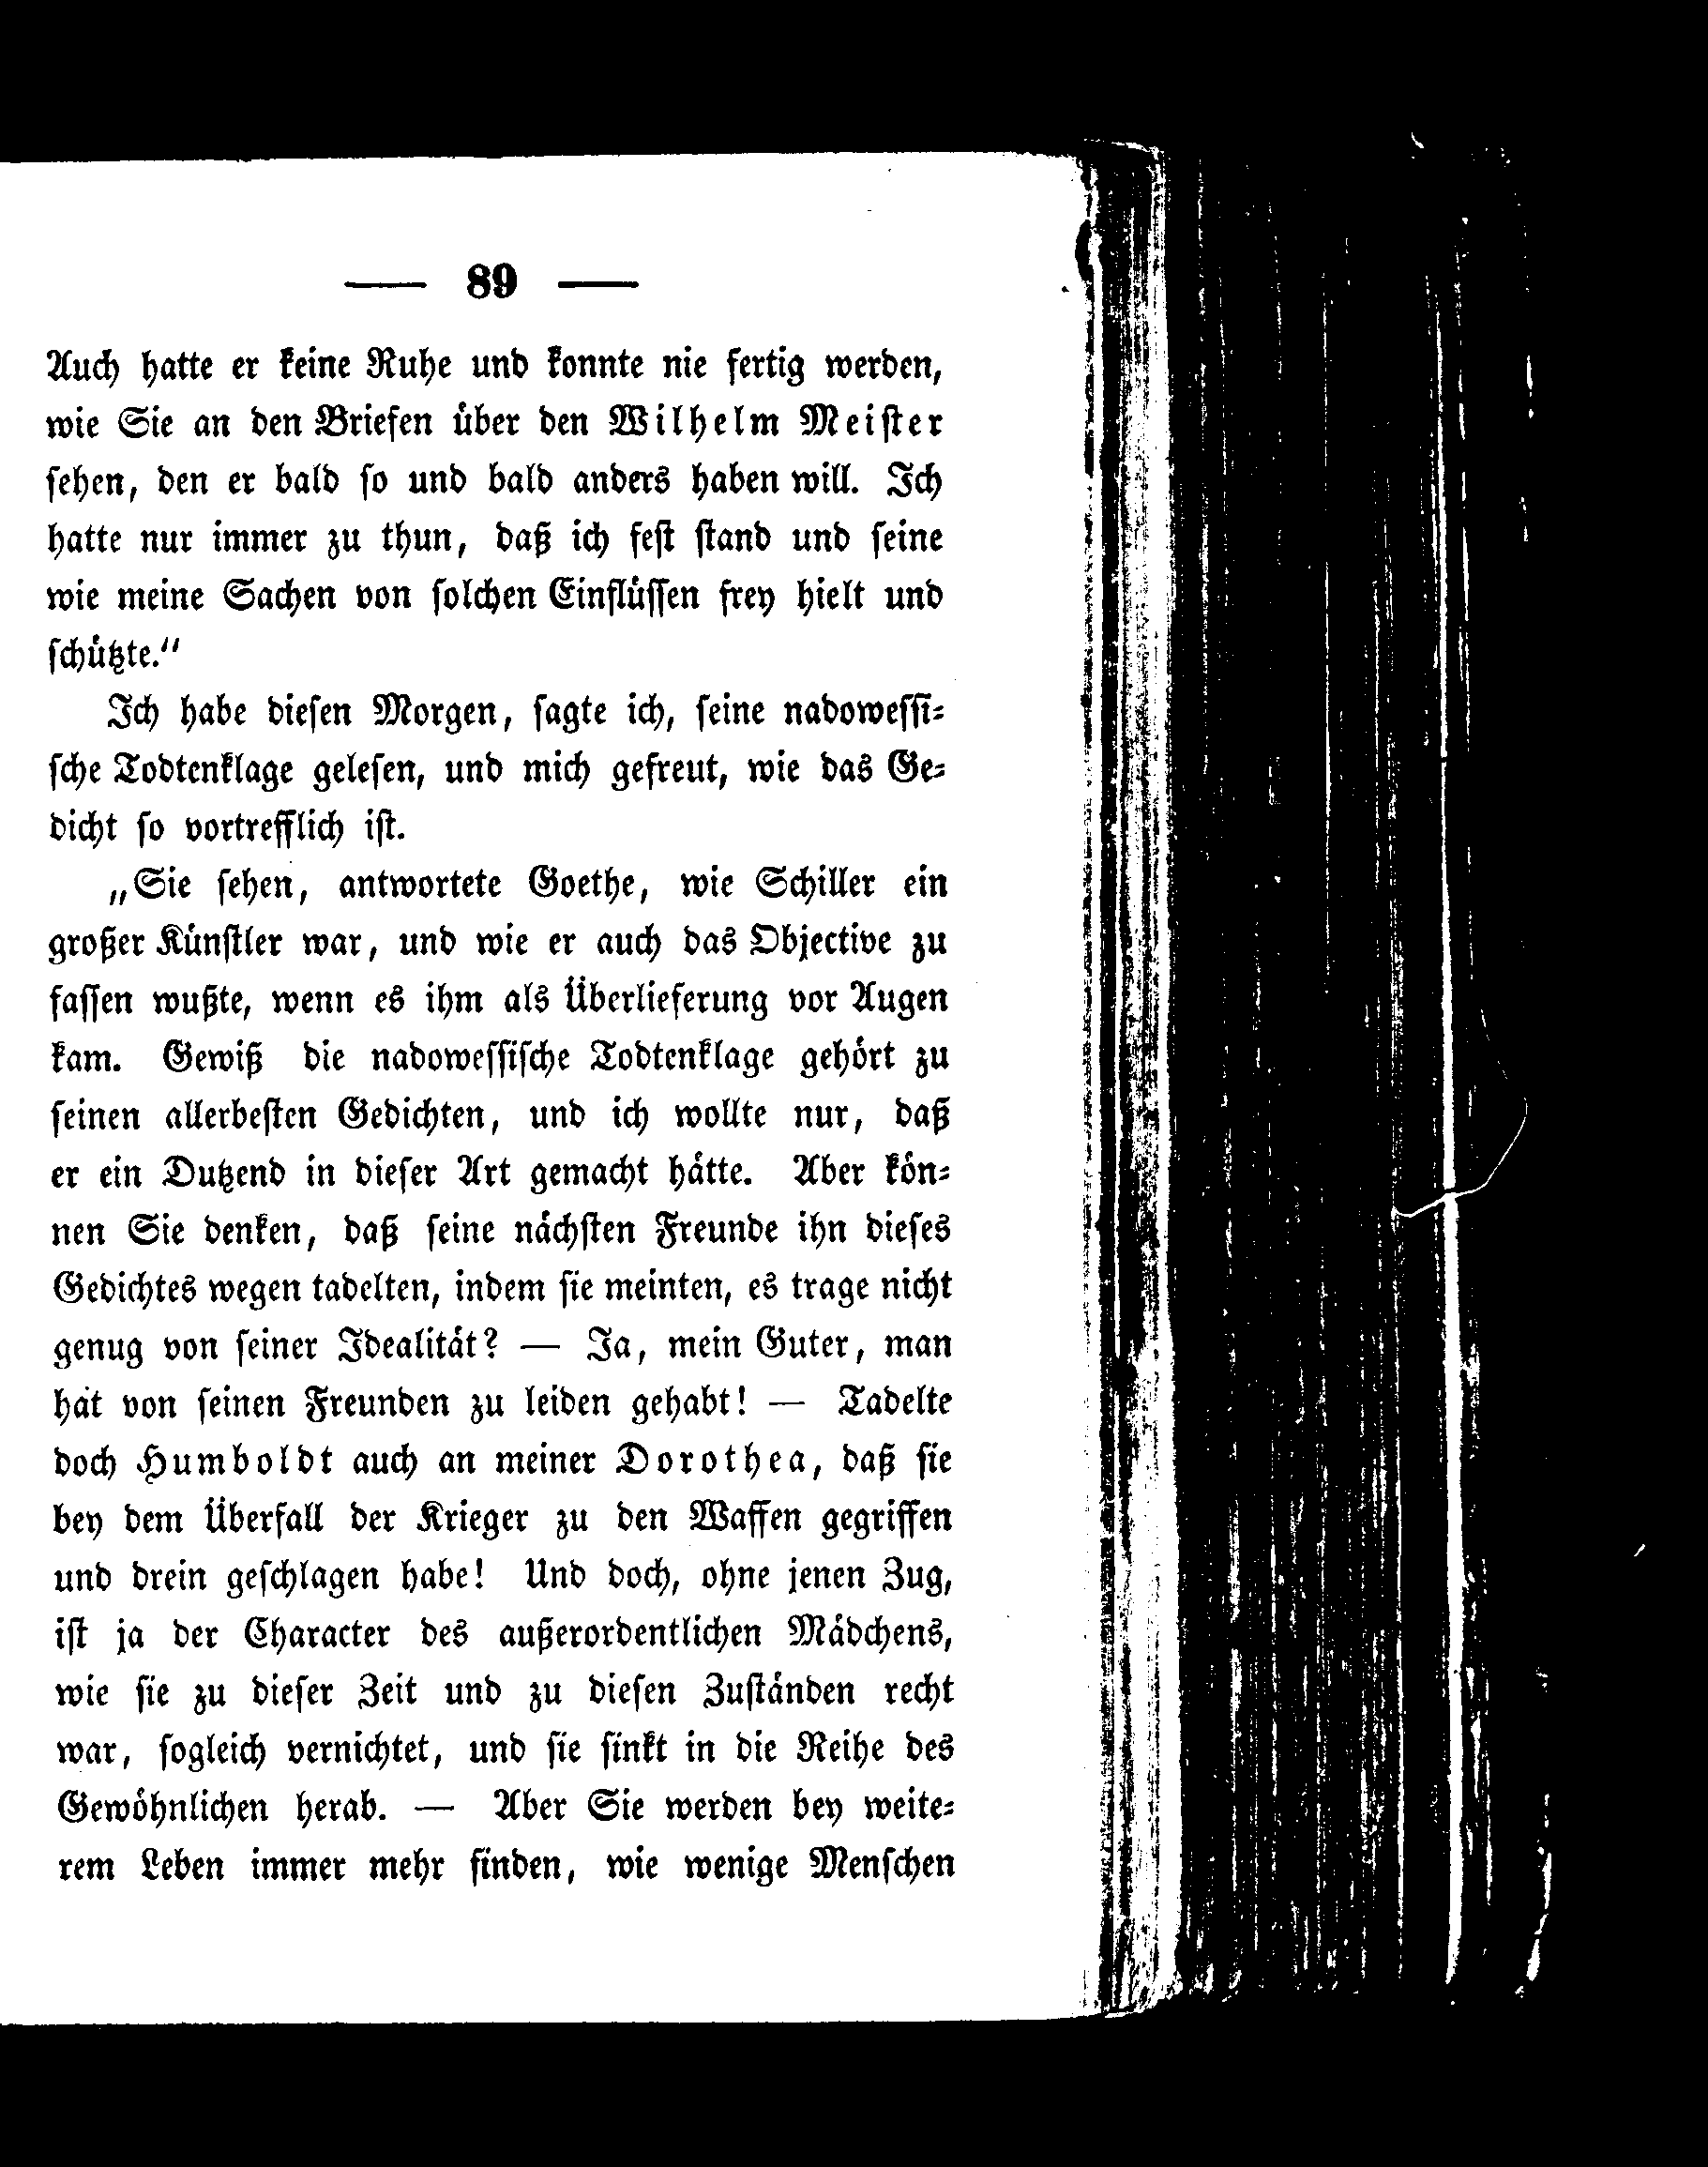 — 89 —
Auch hatte er keine Ruhe und konnte nie fertig werden,
wie Sie an den Briefen über den Wilhelm Meister
ſehen, den er bald ſo und bald anders haben will. Ich
hatte nur immer zu thun, daß ich feſt ſtand und ſeine
wie meine Sachen von ſolchen Einflüſſen frey hielt und
ſchützte.“
Ich habe dieſen Morgen, ſagte ich, ſeine nadoweſſi⸗
ſche Todtenklage geleſen, und mich gefreut, wie das Ge⸗
dicht ſo vortrefflich iſt.
„Sie ſehen, antwortete Goethe, wie Schiller ein
großer Künſtler war, und wie er auch das Objective zu
faſſen wußte, wenn es ihm als Überlieferung vor Augen
kam. Gewiß die nadoweſſiſche Todtenklage gehört zu
ſeinen allerbeſten Gedichten, und ich wollte nur, daß
er ein Dutzend in dieſer Art gemacht hätte. Aber kön⸗
nen Sie denken, daß ſeine nächſten Freunde ihn dieſes
Gedichtes wegen tadelten, indem ſie meinten, es trage nicht
genug von ſeiner Idealität? — Ja, mein Guter, man
hat von ſeinen Freunden zu leiden gehabt! — Tadelte
doch Humboldt auch an meiner Dorothea, daß ſie
bey dem Überfall der Krieger zu den Waffen gegriffen
und drein geſchlagen habe! Und doch, ohne jenen Zug,
iſt ja der Character des außerordentlichen Mädchens,
wie ſie zu dieſer Zeit und zu dieſen Zuſtänden recht
war, ſogleich vernichtet, und ſie ſinkt in die Reihe des
Gewöhnlichen herab. — Aber Sie werden bey weite⸗
rem Leben immer mehr finden, wie wenige Menſchen